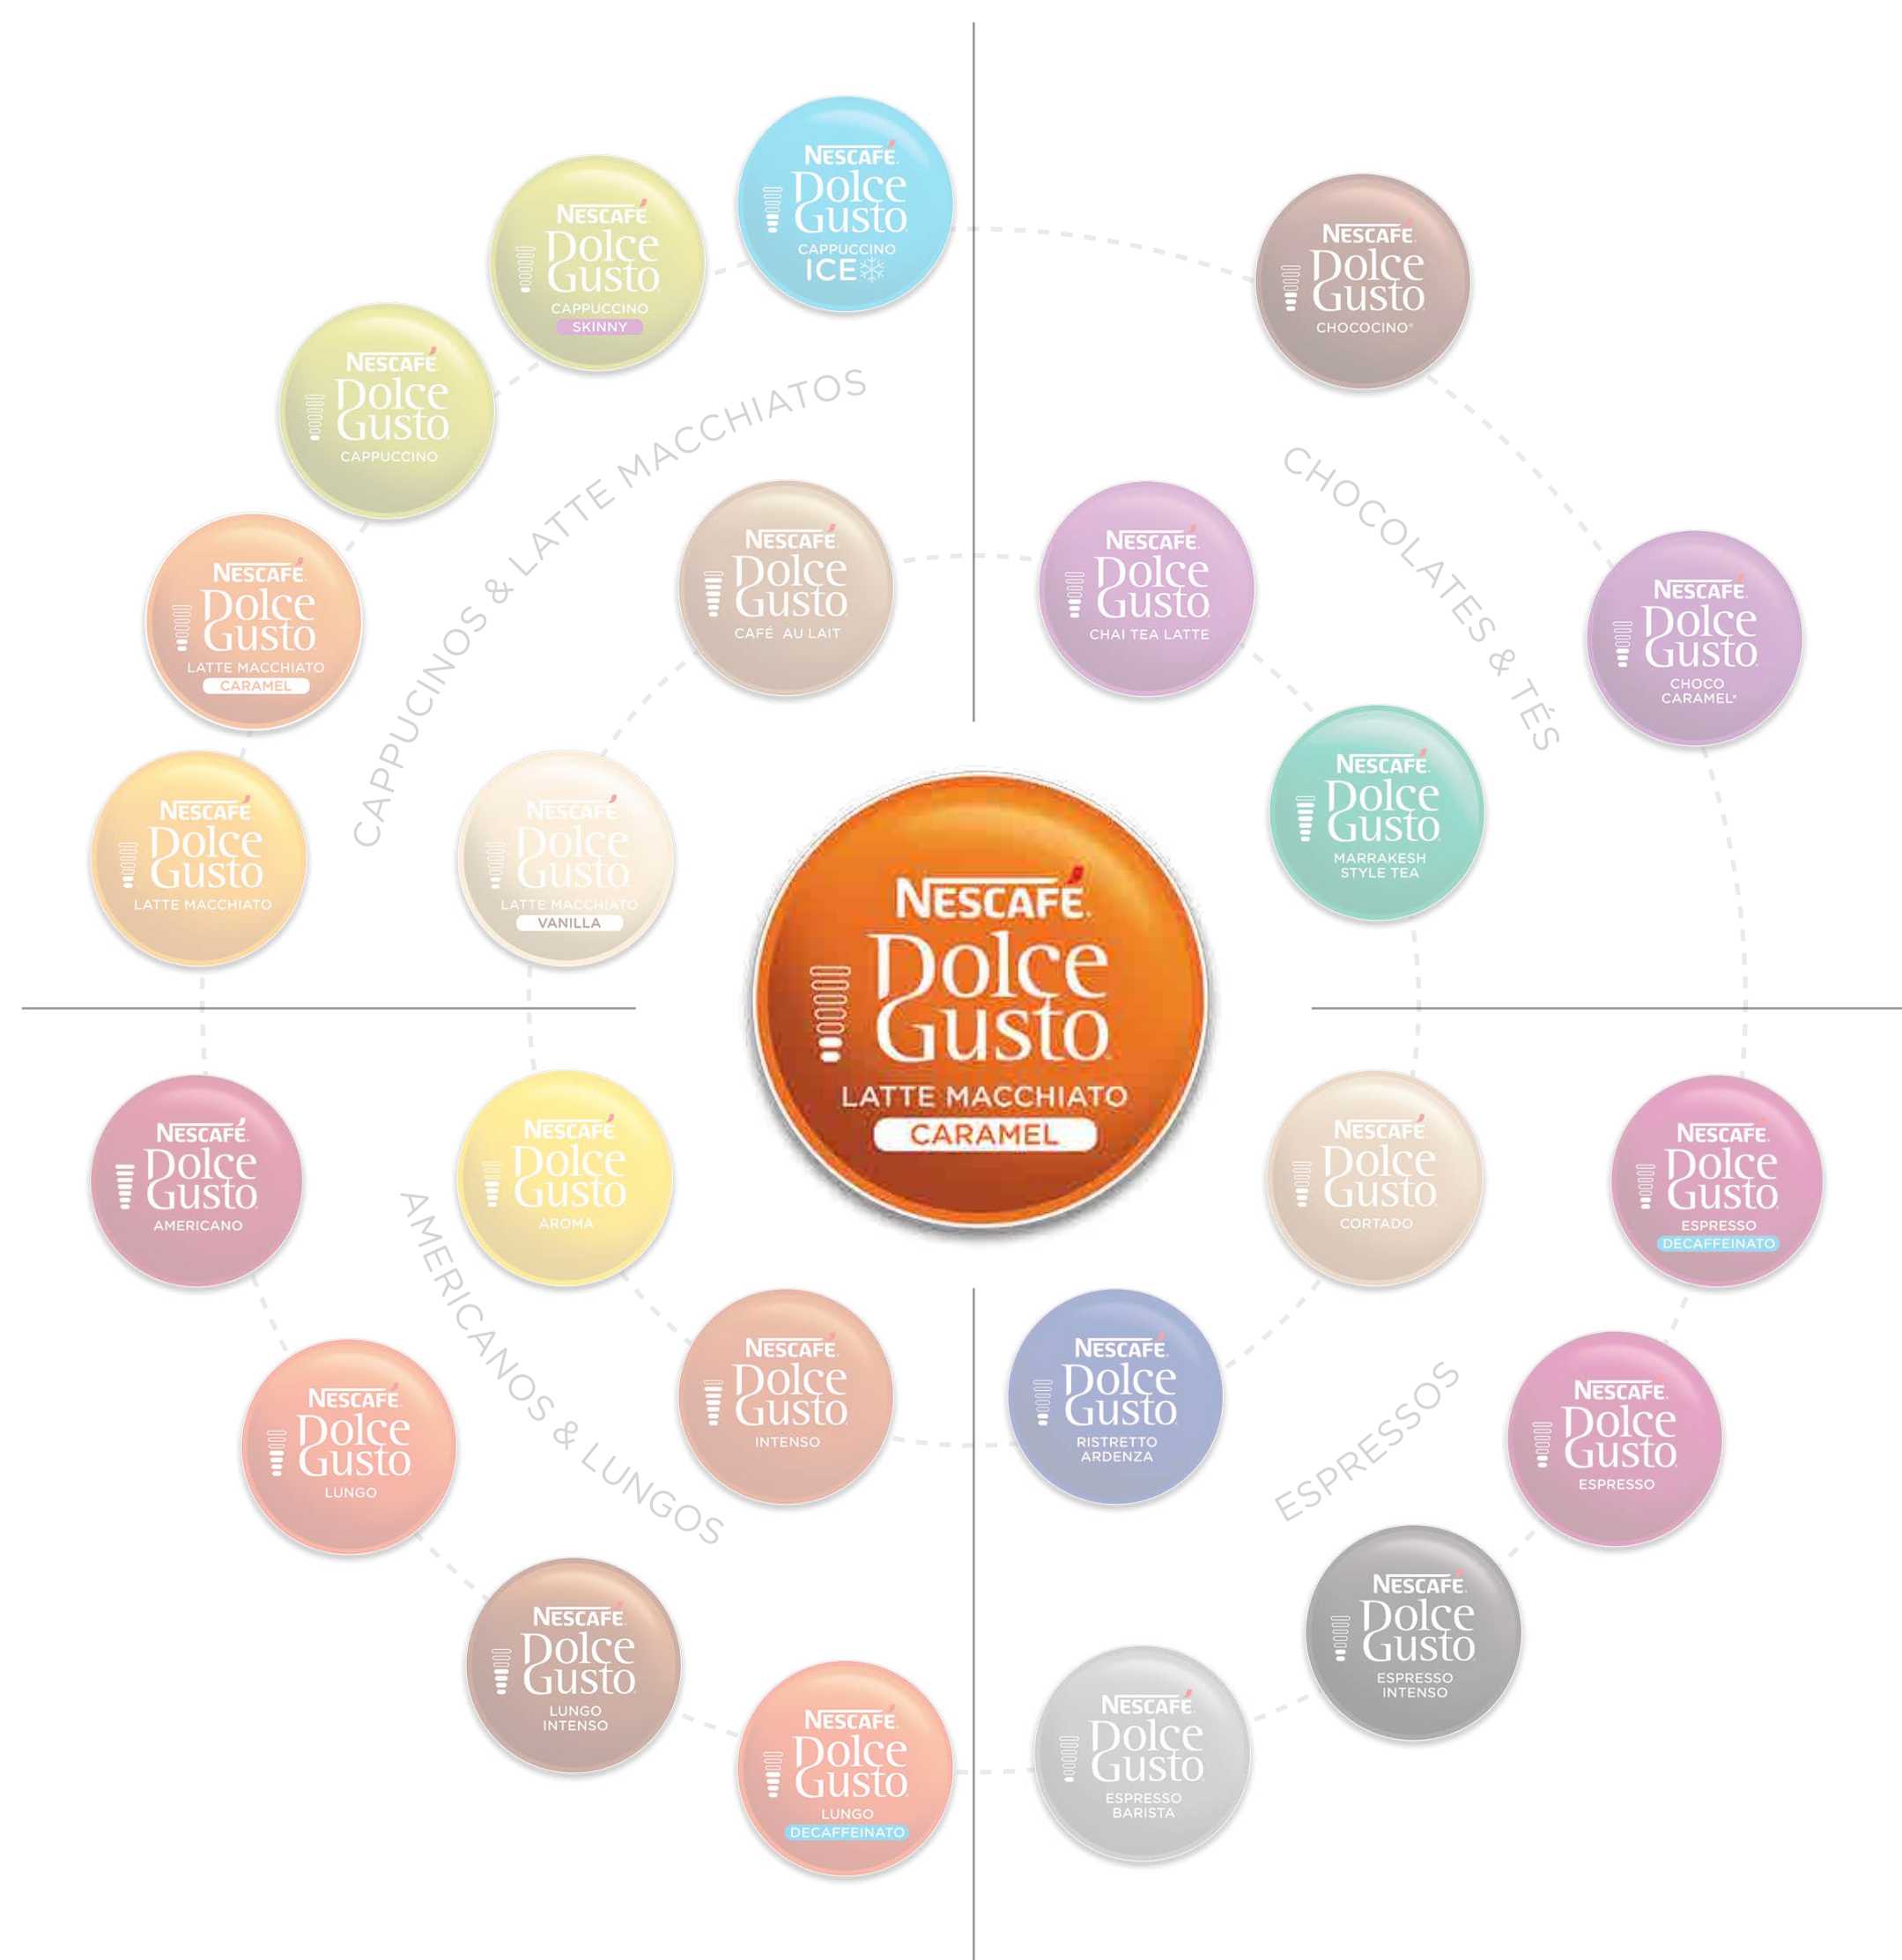 NESCAFÉ.
Dolce
Gusto
CAPPUCCINO
ICE
NESCAFÉ.
Dolce
Gusto
CAPPUCCINO
SKINNY
NESCAFÉ.
Dolce
Gusto
CAPPUCCINO
NESCAFÉ.
Dolce
Gusto
LATTE MACCHIATO
CARAMEL
NESCAFÉ.
Dolce
Gusto
LATTE MACCHIATO
CAPPUCINOS & LATTE MACCHIATOS
NESCAFÉ.
Dolce
Gusto
CAFÉ AU LAIT
NESCAFÉ.
Dolce
Gusto
LATTE MACCHIATO
VANILLA
NESCAFÉ.
Dolce
Gusto
CHOCOCINO®
NESCAFÉ.
Dolce
Gusto
CHOCO
CARAMEL®
CHOCOLATES & TÉS
NESCAFÉ.
Dolce
Gusto
CHAI TEA LATTE
NESCAFÉ.
Dolce
Gusto
MARRAKESH
STYLE TEA
NESCAFÉ.
Dolce
Gusto
LATTE MACCHIATO
CARAMEL
NESCAFÉ.
Dolce
Gusto
AMERICANO
NESCAFÉ.
Dolce
Gusto
AROMA
NESCAFÉ.
Dolce
Gusto
INTENSO
AMERICANOS & LUNGOS
NESCAFÉ.
Dolce
Gusto
LUNGO
NESCAFÉ.
Dolce
Gusto
LUNGO
INTENSO
NESCAFÉ.
Dolce
Gusto
LUNGO
DECAFFEINATO
NESCAFÉ.
Dolce
Gusto
CORTADO
NESCAFÉ.
Dolce
Gusto
ESPRESSO
DECAFFEINATO
NESCAFÉ.
Dolce
Gusto
RISTRETTO
ARDENZA
ESPRESSOS
NESCAFÉ.
Dolce
Gusto
ESPRESSO
NESCAFÉ.
Dolce
Gusto
ESPRESSO
INTENSO
NESCAFÉ.
Dolce
Gusto
ESPRESSO
BARISTA